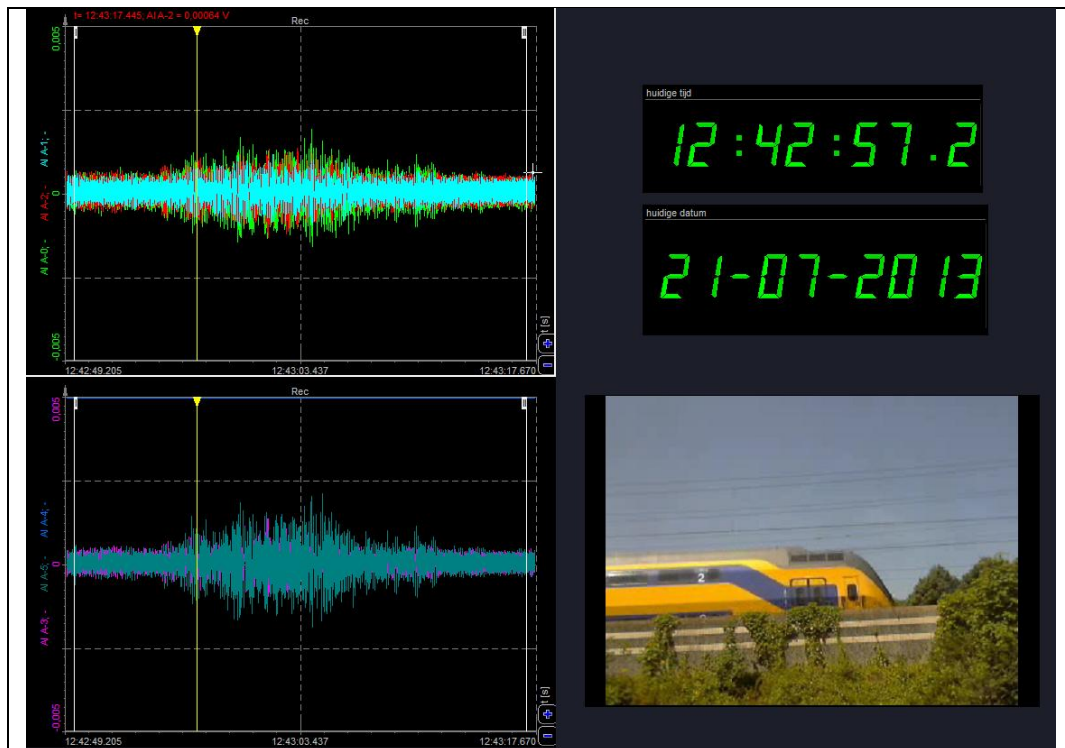 t= 12:43:17.445, AI A-2 = 0,00064 V
Rec
0,005
AI A-1; -
0
AI A-2; -
AI A-0; -
-0,005
t [s]
12:42:49.205 12:43:03.437 12:43:17.670
huidige tijd
12:42:57.2
huidige datum
21-07-2013
Rec
0,005
AI A-4; -
0
AI A-5; -
AI A-3; -
-0,005
t [s]
12:42:49.205 12:43:03.437 12:43:17.670
2